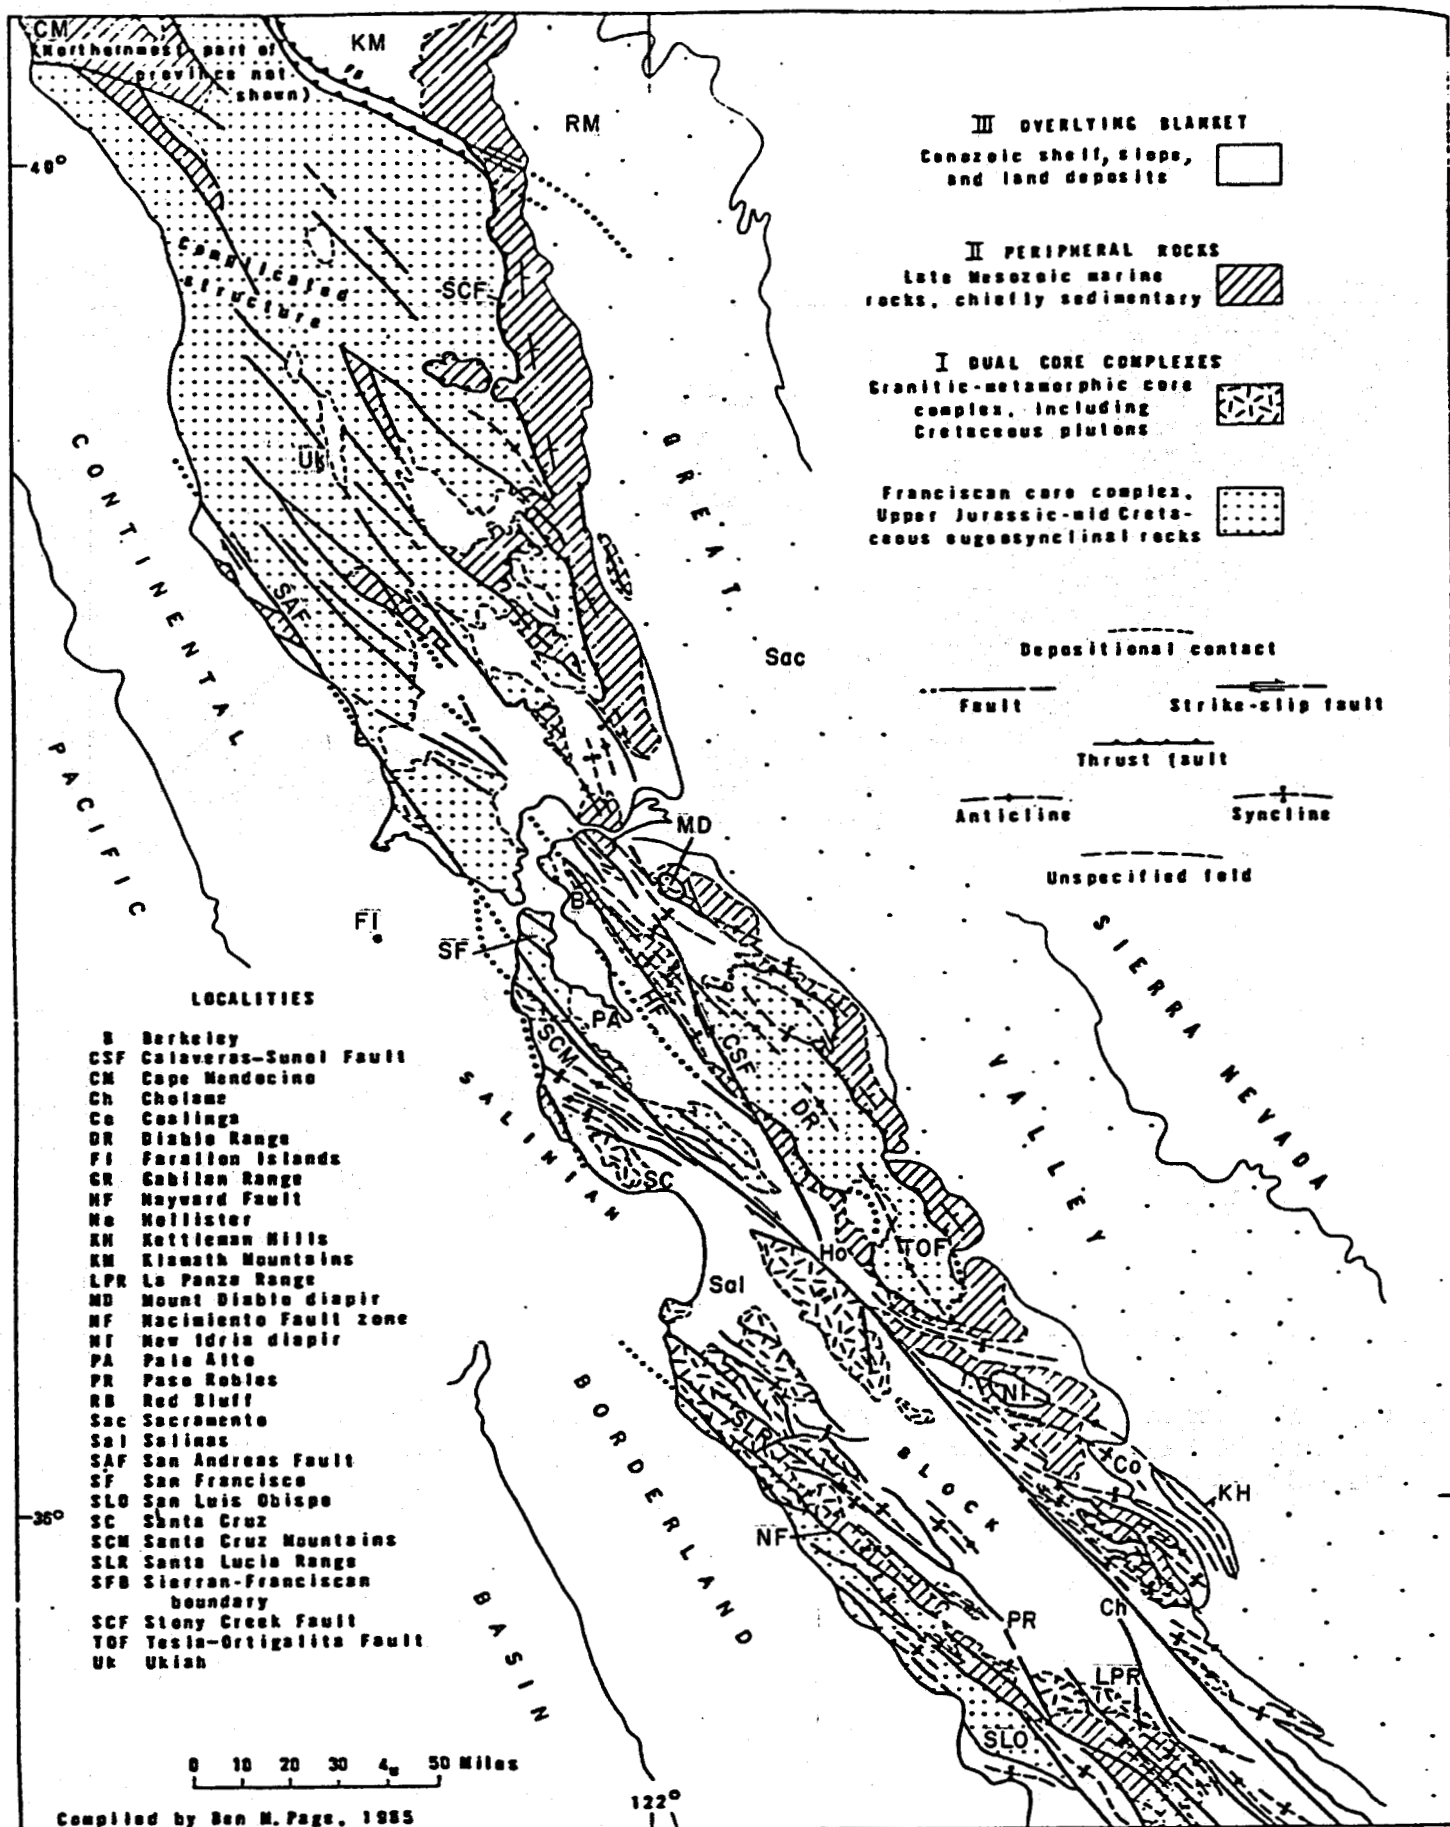 CM
(Northernmost part of
province not
shown)
KM
RM
40°
Complicated
structure
SCF
Uk
SAF
CONTINENTAL
PACIFIC
GREAT
Sac
III OVERLYING BLANKET
Cenozoic shelf, slope,
and land deposits
II PERIPHERAL ROCKS
Late Mesozoic marine
rocks, chiefly sedimentary
I DUAL CORE COMPLEXES
Granitic-metamorphic core
complex, including
Cretaceous plutons
Franciscan core complex,
Upper Jurassic-mid Creta-
ceous eugeosynclinal rocks
Depositional contact
Fault
Strike-slip fault
Thrust fault
Anticline
Syncline
Unspecified fold
MD
B
FI
SF
PA
HF
SCM
CSF
DR
SIERRA NEVADA
VALLEY
SALINIAN
SC
Ho
TOF
Sal
NI
SLR
BLOCK
BORDERLAND
Co
KH
NF
BASIN
PR
Ch
LPR
SLO
LOCALITIES
B Berkeley
CSF Calaveras-Sunol Fault
CM Cape Mendocino
Ch Cholame
Co Coalinga
DR Diablo Range
FI Farallon Islands
GR Gabilan Range
HF Hayward Fault
Ho Hollister
KH Kettleman Hills
KM Klamath Mountains
LPR La Panza Range
MD Mount Diablo diapir
NF Nacimiento Fault zone
NI New Idria diapir
PA Palo Alto
PR Paso Robles
RB Red Bluff
Sac Sacramento
Sal Salinas
SAF San Andreas Fault
SF San Francisco
SLO San Luis Obispo
SC Santa Cruz
SCM Santa Cruz Mountains
SLR Santa Lucia Range
SFB Sierran-Franciscan
boundary
SCF Stony Creek Fault
TOF Tesla-Ortigalita Fault
Uk Ukiah
36°
0 10 20 30 40 50 Miles
122°
Compiled by Ben M. Page, 1985